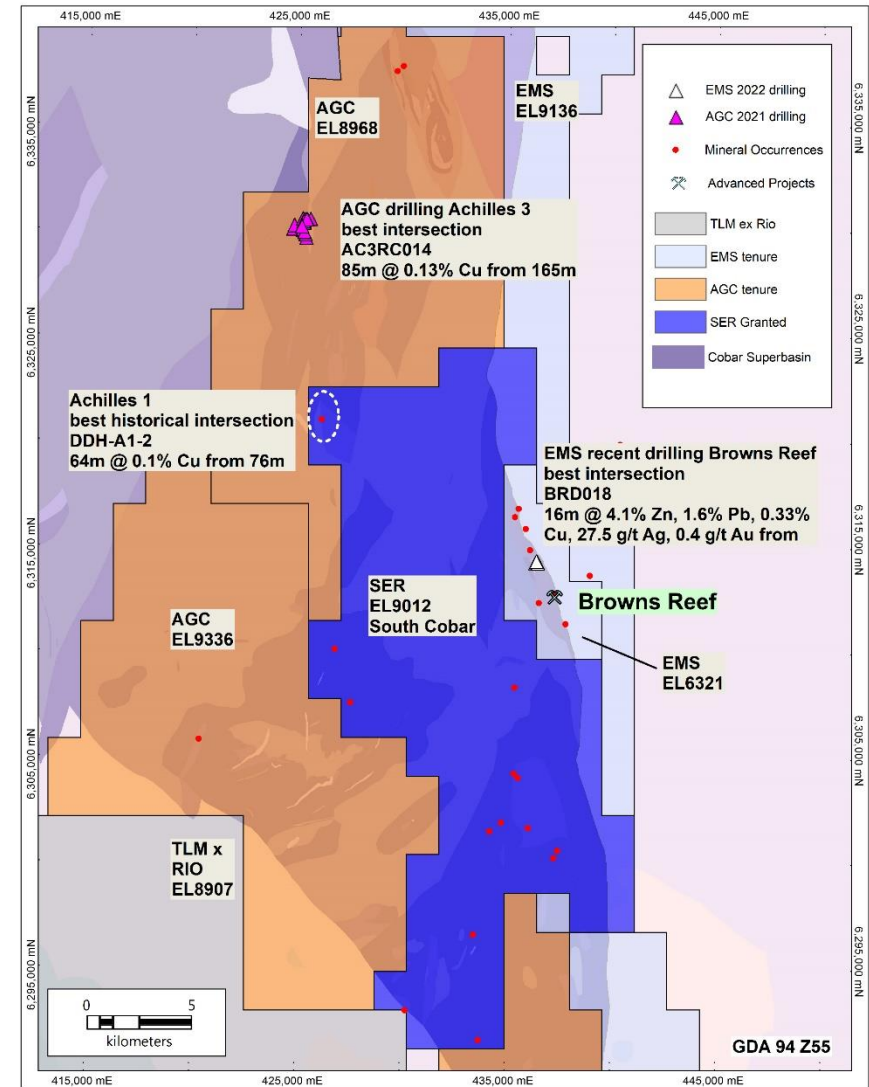 415,000 mE
425,000 mE
435,000 mE
445,000 mE
6,335,000 mN
6,335,000 mN
AGC
EL8968
EMS
EL9136
EMS 2022 drilling
AGC 2021 drilling
Mineral Occurrences
Advanced Projects
TLM ex Rio
EMS tenure
AGC tenure
SER Granted
Cobar Superbasin
AGC drilling Achilles 3
best intersection
AC3RC014
85m @ 0.13% Cu from 165m
6,325,000 mN
6,325,000 mN
Achilles 1
best historical intersection
DDH-A1-2
64m @ 0.1% Cu from 76m
EMS recent drilling Browns Reef
best intersection
BRD018
16m @ 4.1% Zn, 1.6% Pb, 0.33%
Cu, 27.5 g/t Ag, 0.4 g/t Au from
6,315,000 mN
6,315,000 mN
SER
EL9012
South Cobar
Browns Reef
AGC
EL9336
EMS
EL6321
6,305,000 mN
6,305,000 mN
TLM x
RIO
EL8907
6,295,000 mN
6,295,000 mN
0 5
kilometers
GDA 94 Z55
415,000 mE
425,000 mE
435,000 mE
445,000 mE